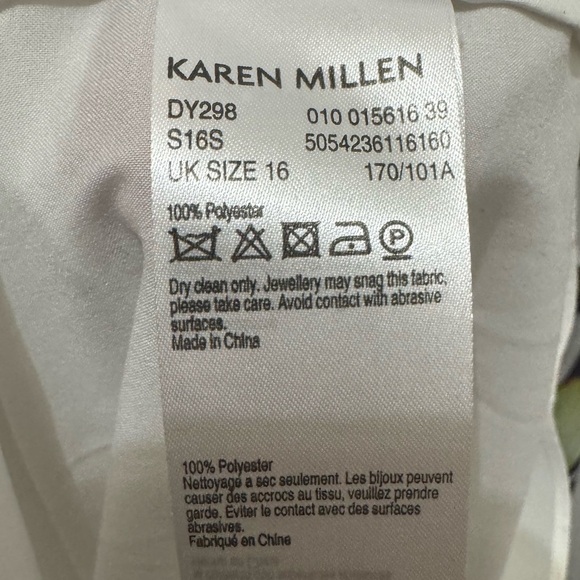 KAREN MILLEN
DY298 010 015616 39
S16S 5054236116160
UK SIZE 16 170/101A
100% Polyester
P
Dry clean only. Jewellery may snag this fabric,
please take care. Avoid contact with abrasive
surfaces.
Made in China
100% Polyester
Nettoyage a sec seulement. Les bijoux peuvent
causer des accrocs au tissu, veuillez prendre
garde. Eviter le contact avec des surfaces
abrasives.
Fabriqué en Chine